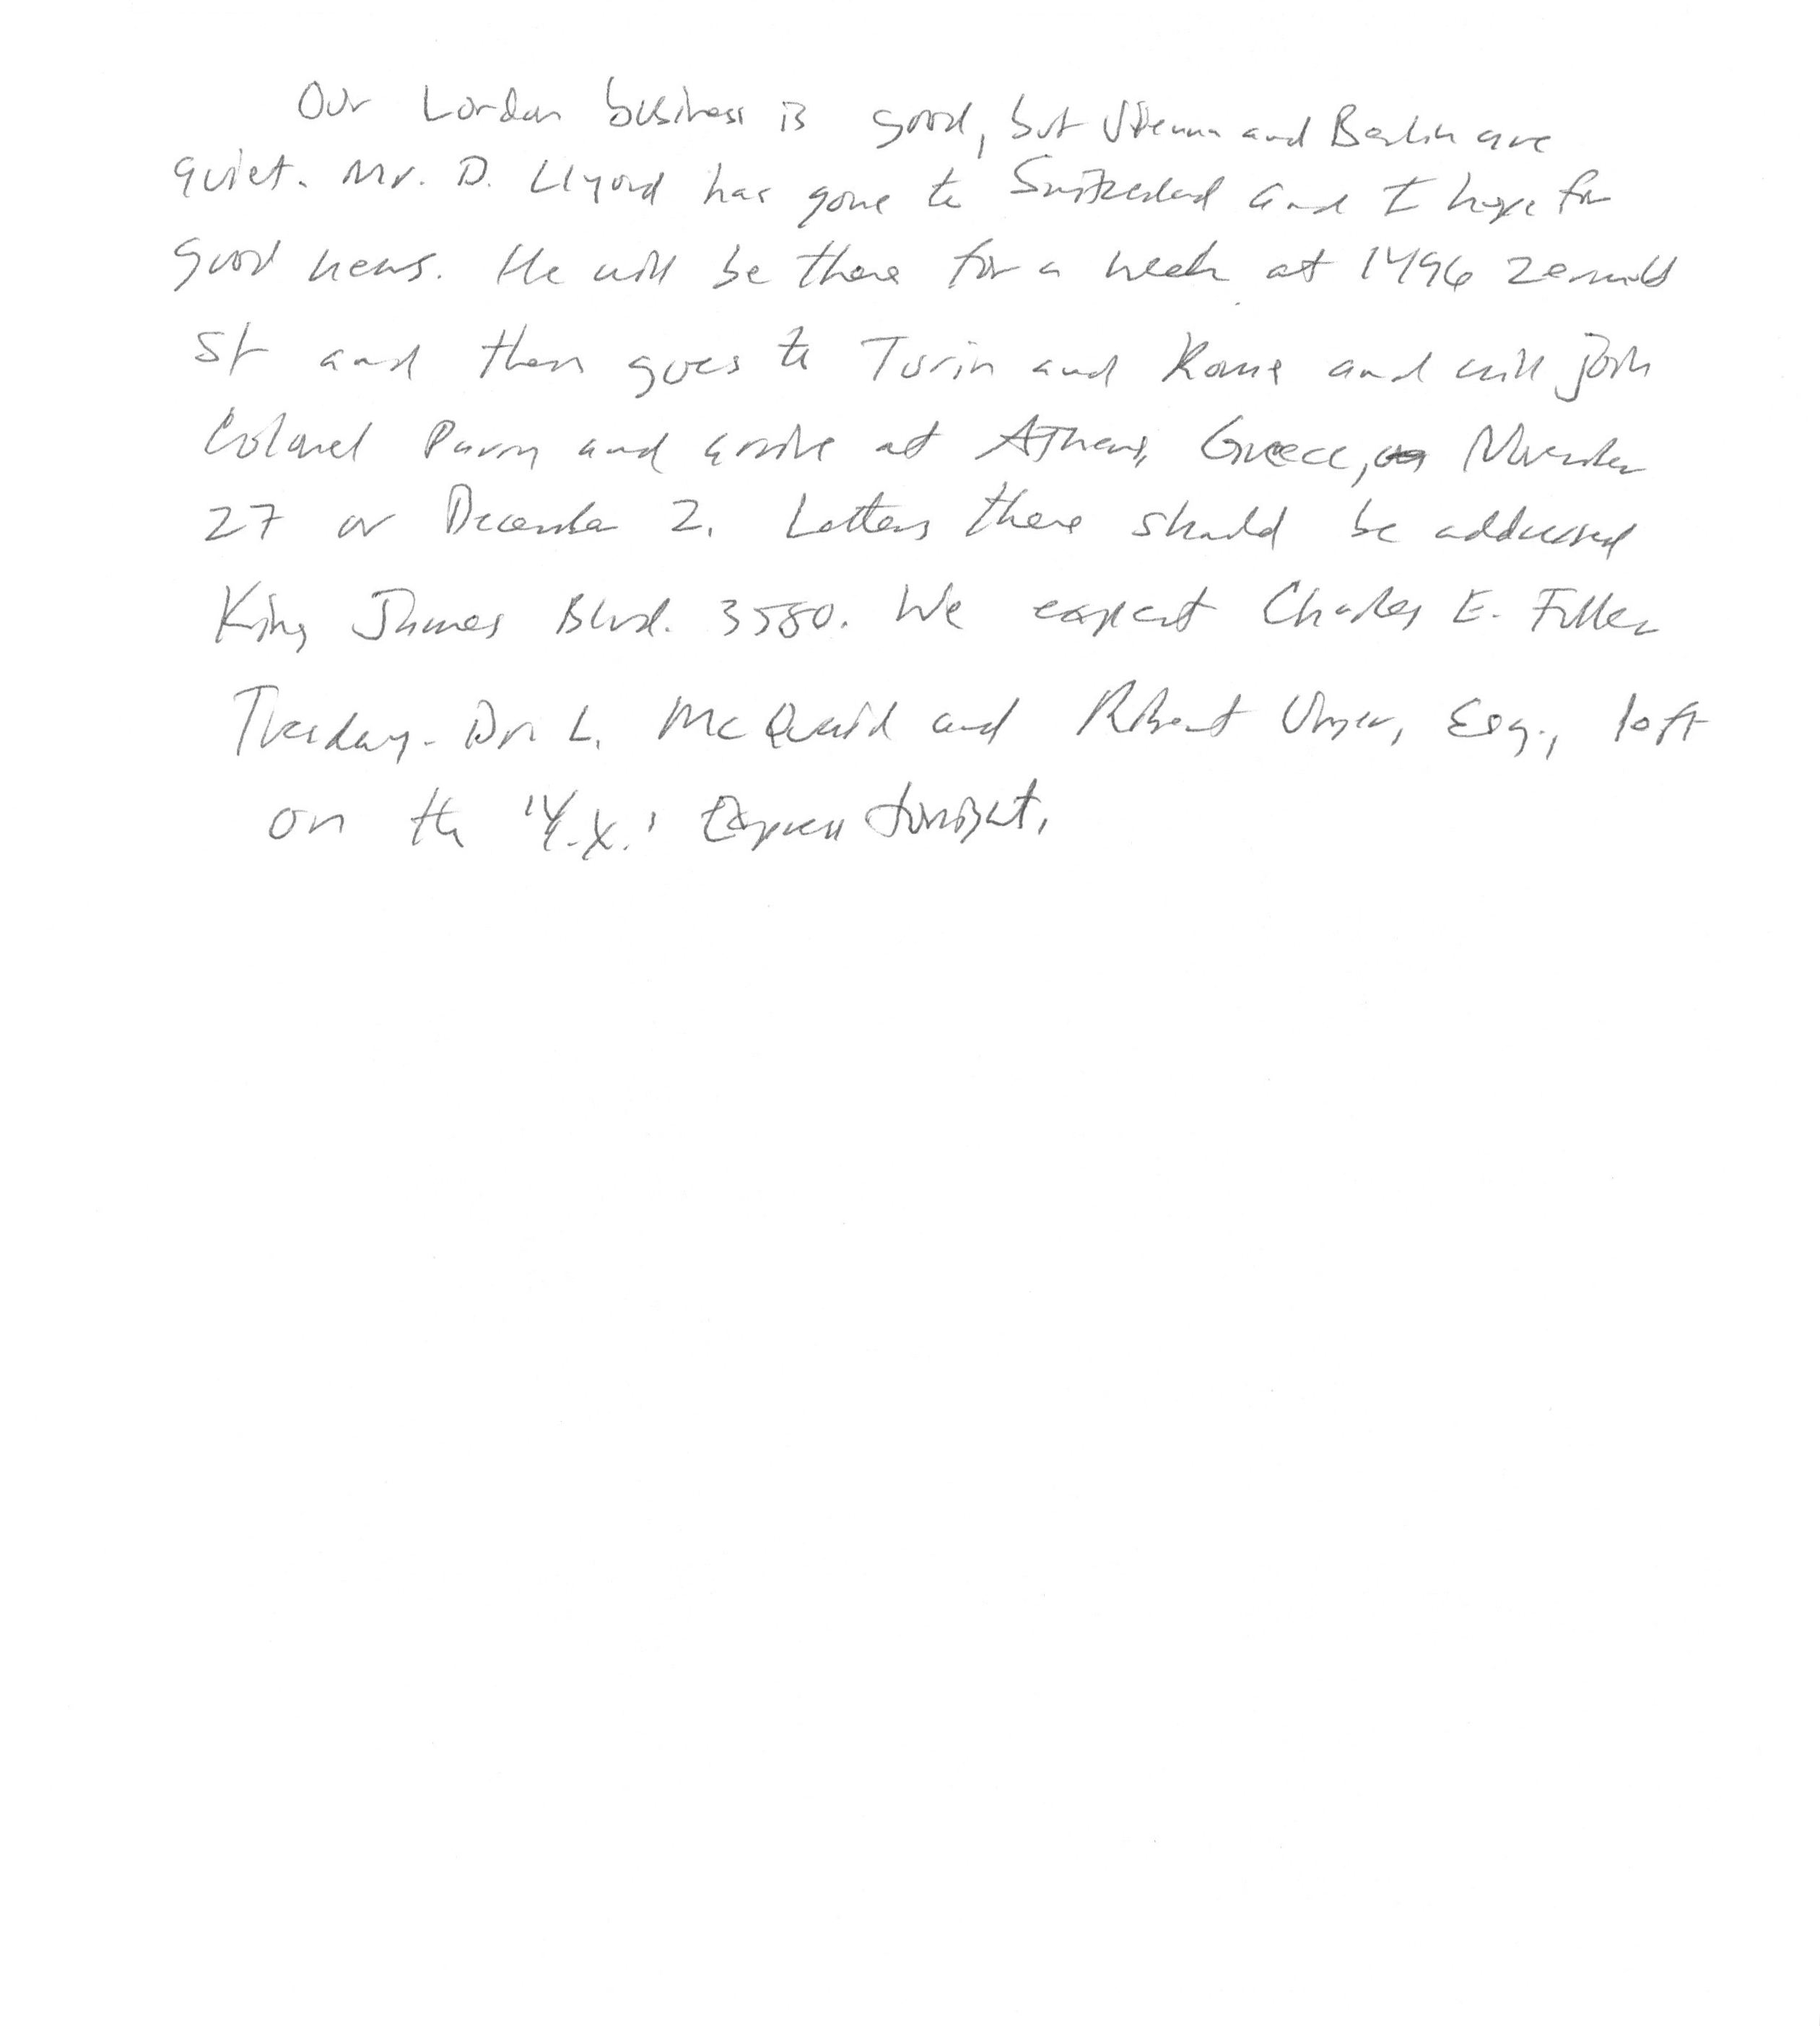 Our London business is good, but Vienna and Berlin are
quiet. Mr. D. Llyord has gone to Switzerland and I hope for
good news. He will be there for a week at 1496 Zermott
St and then goes to Turin and Rome and will join
Colonel Parry and arrive at Athens, Greece, November
27 or December 2. Letters there should be addressed
King James Blvd. 3580. We expect Charles E. Fuller
Tuesday. Dr. L. McQuaid and Robert Unger, Esq., left
on the 'Y.X.' Express tonight.